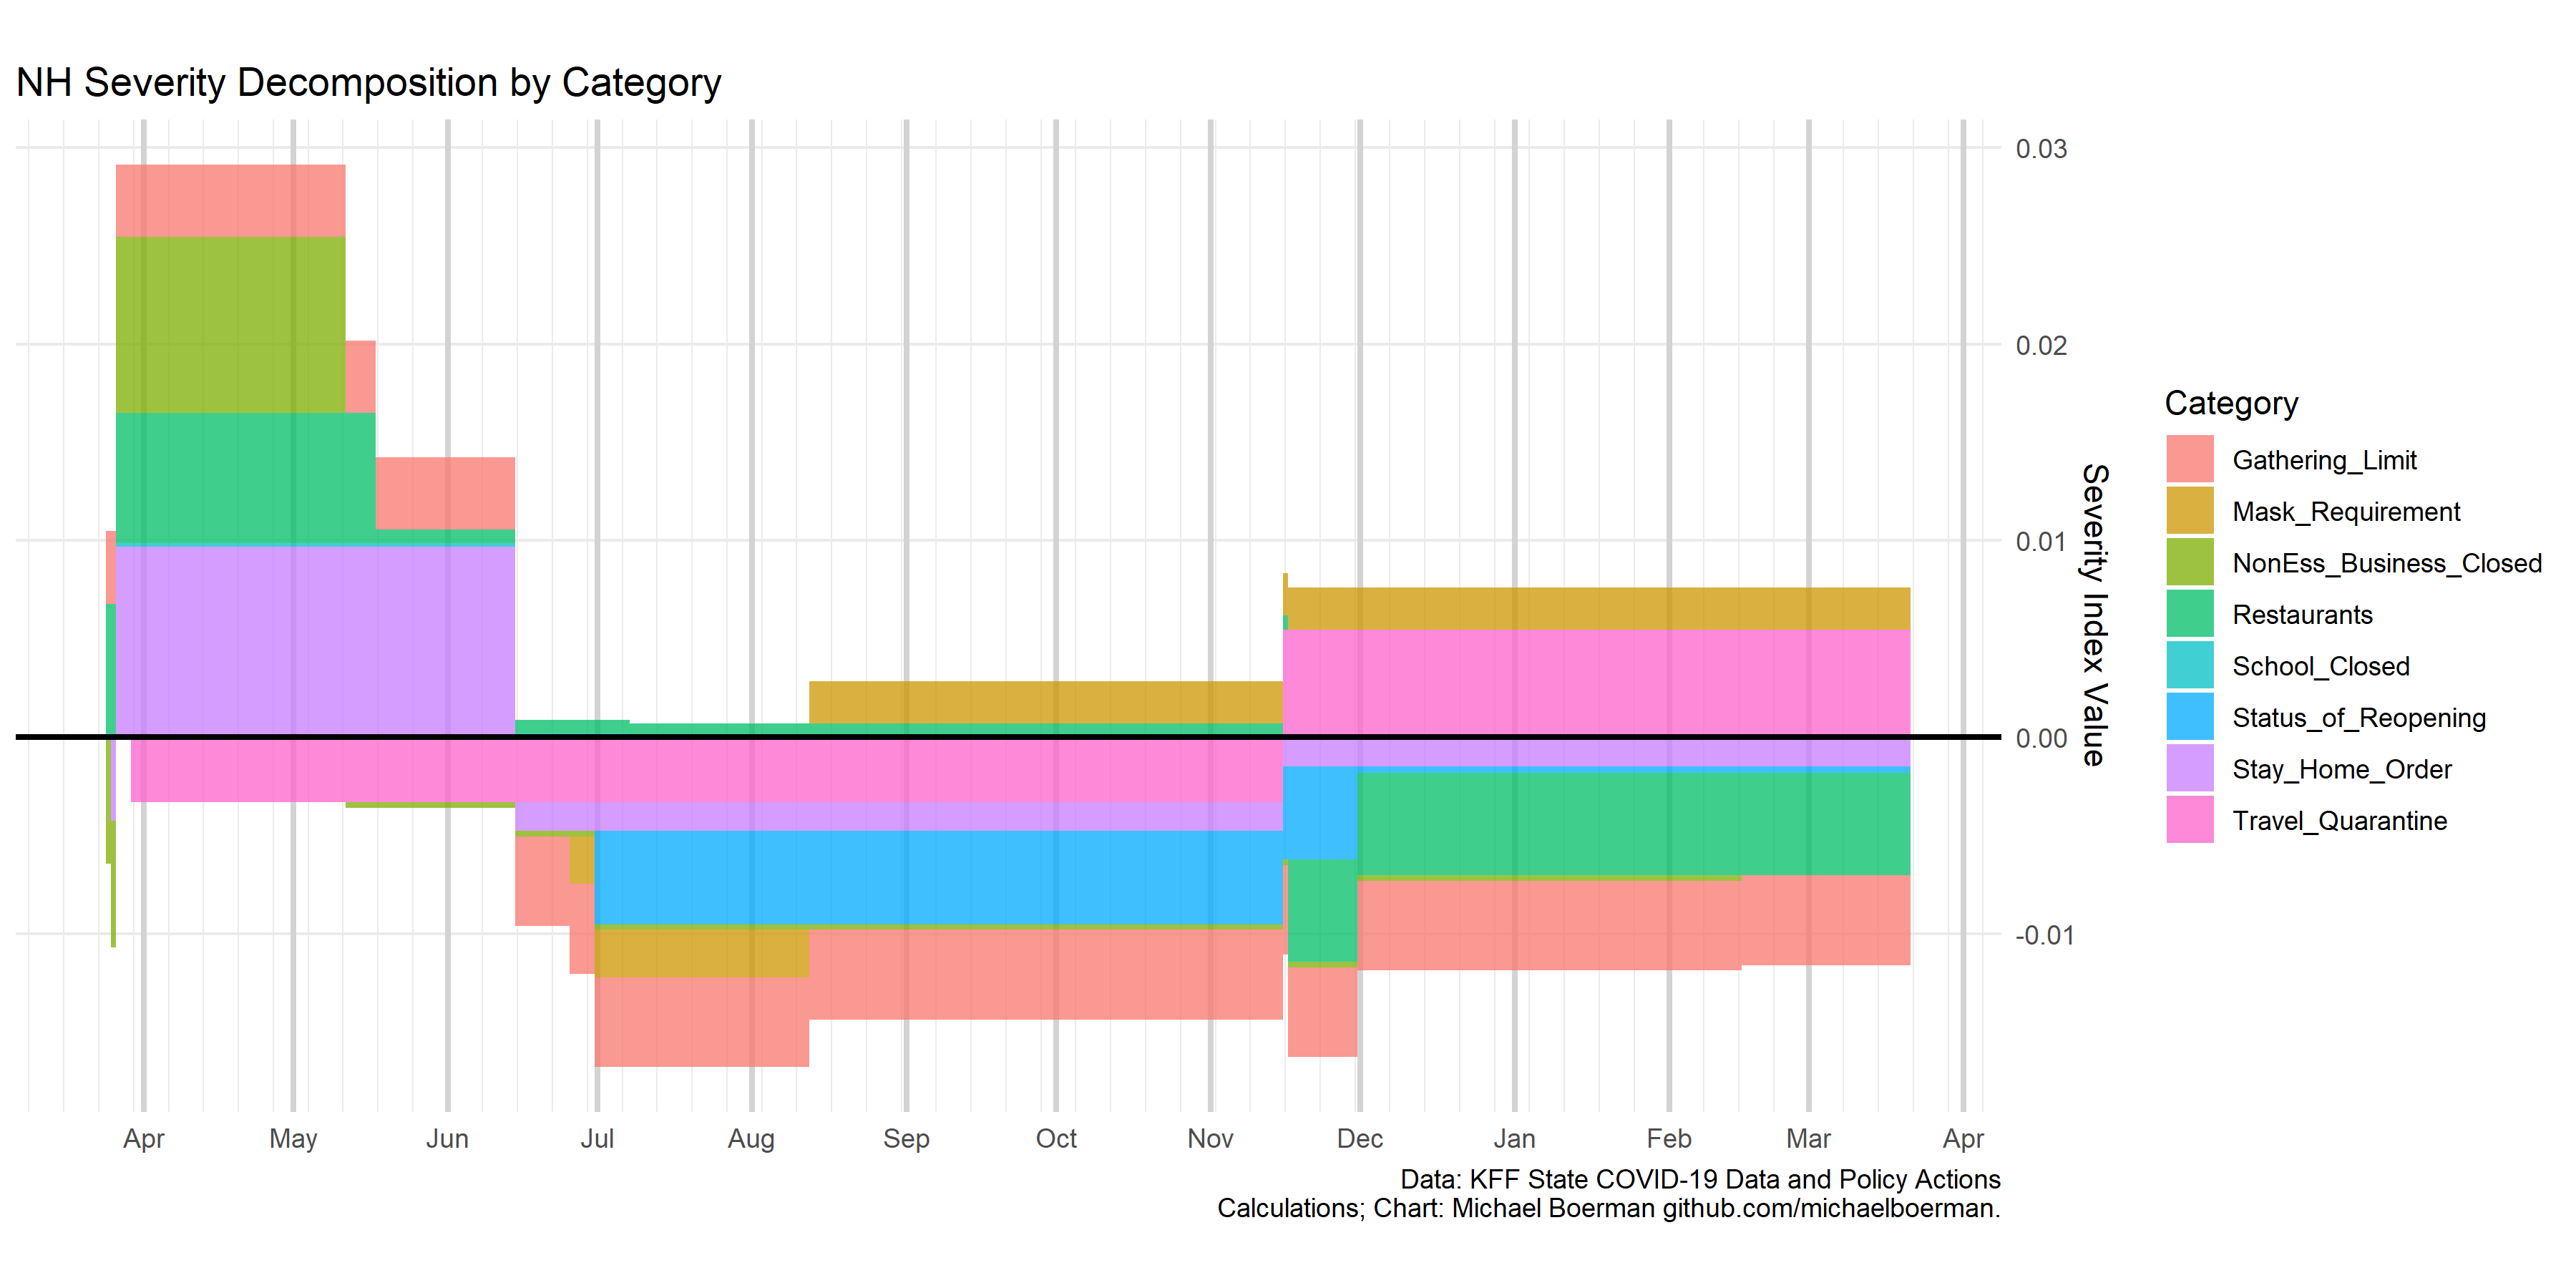 NH Severity Decomposition by Category
0.03
0.02
0.01
0.00
-0.01
Severity Index Value
Category
Gathering_Limit
Mask_Requirement
NonEss_Business_Closed
Restaurants
School_Closed
Status_of_Reopening
Stay_Home_Order
Travel_Quarantine
Apr May Jun Jul Aug Sep Oct Nov Dec Jan Feb Mar Apr
Data: KFF State COVID-19 Data and Policy Actions
Calculations; Chart: Michael Boerman github.com/michaelboerman.